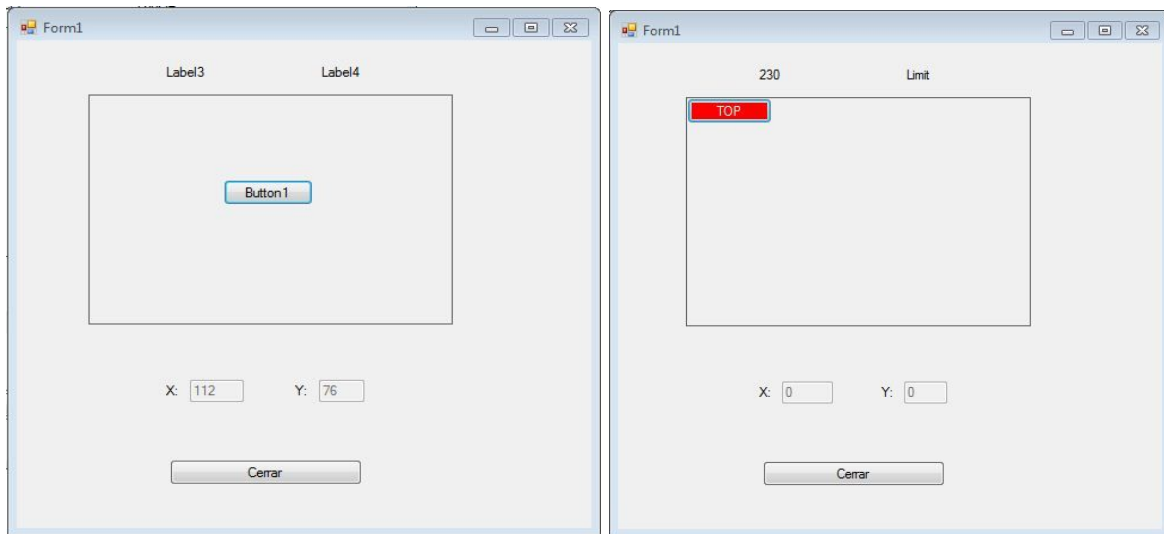 Form1
Label3 Label4
Button1
X: 112 Y: 76
Cerrar
Form1
230 Limit
TOP
X: 0 Y: 0
Cerrar